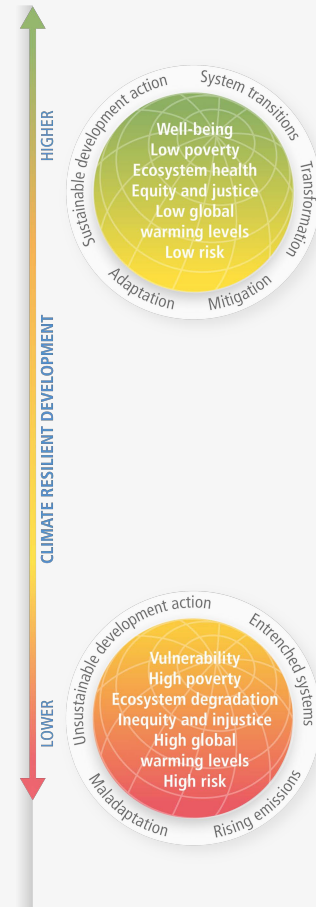 HIGHER
CLIMATE RESILIENT DEVELOPMENT
LOWER
Sustainable development action
System transitions
Transformation
Mitigation
Adaptation
Well-being
Low poverty
Ecosystem health
Equity and justice
Low global
warming levels
Low risk
Unsustainable development action
Entrenched systems
Rising emissions
Maladaptation
Vulnerability
High poverty
Ecosystem degradation
Inequity and injustice
High global
warming levels
High risk